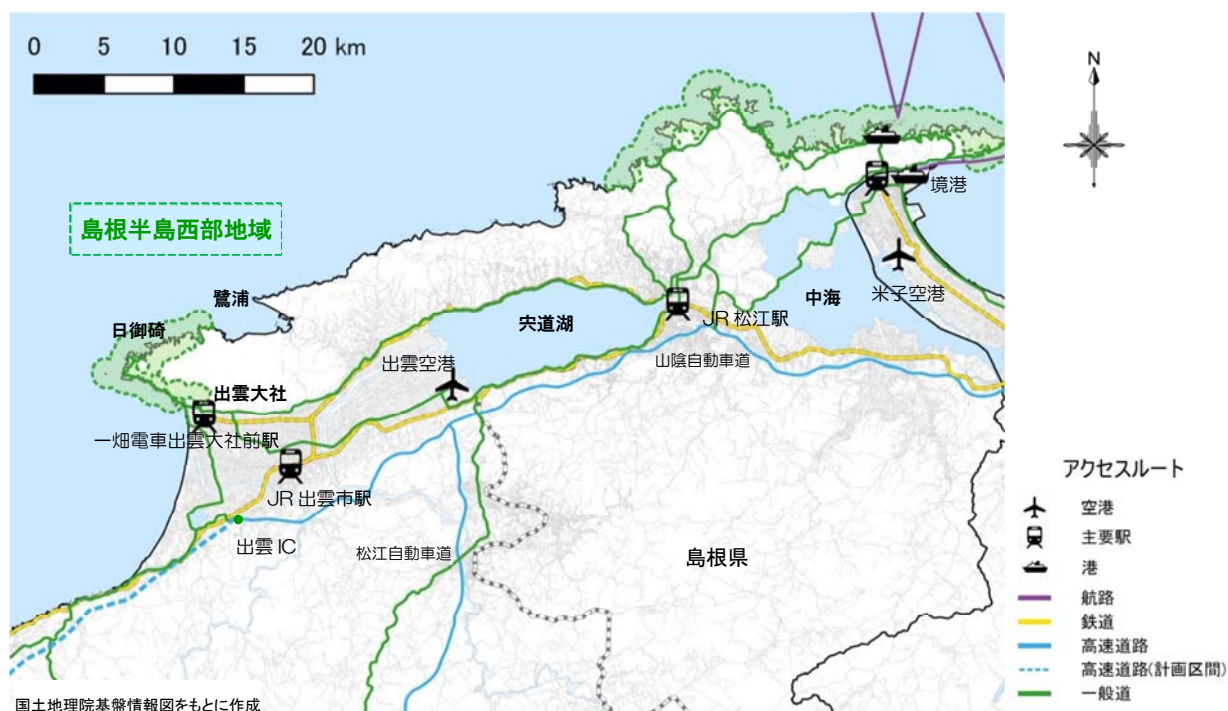 0 5 10 15 20 km
N
境港
島根半島西部地域
米子空港
中海
鷺浦
宍道湖
JR 松江駅
日御碕
山陰自動車道
出雲空港
出雲大社
一畑電車出雲大社前駅
JR 出雲市駅
出雲 IC
松江自動車道
島根県
国土地理院基盤情報図をもとに作成
アクセスルート
空港
主要駅
港
航路
鉄道
高速道路
高速道路(計画区間)
一般道